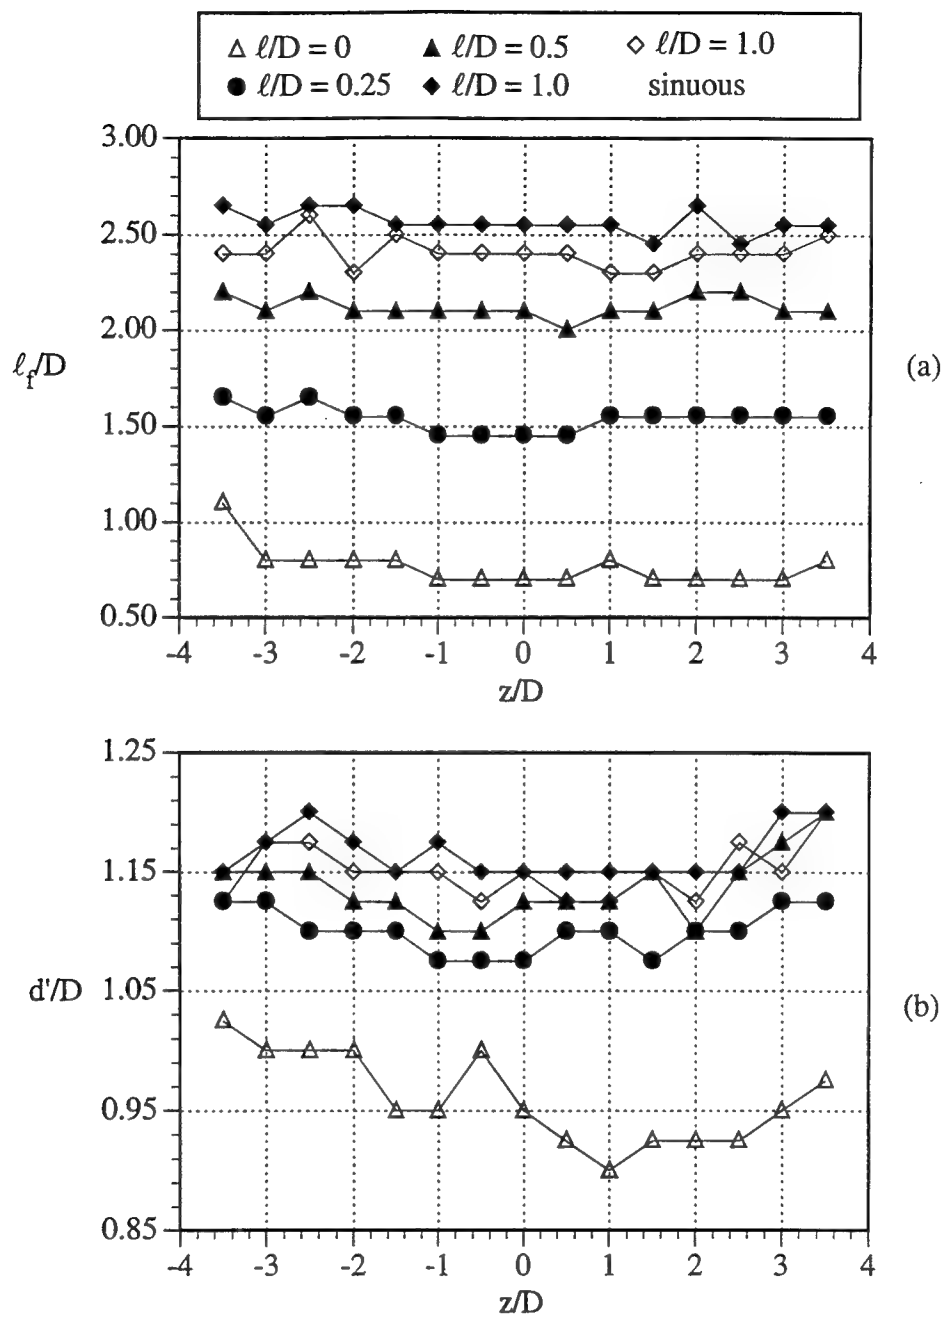 ℓ/D = 0 ℓ/D = 0.5 ℓ/D = 1.0
ℓ/D = 0.25 ℓ/D = 1.0 sinuous
3.00
2.50
2.00
ℓf/D
(a)
1.50
1.00
0.50
-4 -3 -2 -1 0 1 2 3 4
z/D
1.25
1.15
d'/D 1.05
(b)
0.95
0.85
-4 -3 -2 -1 0 1 2 3 4
z/D